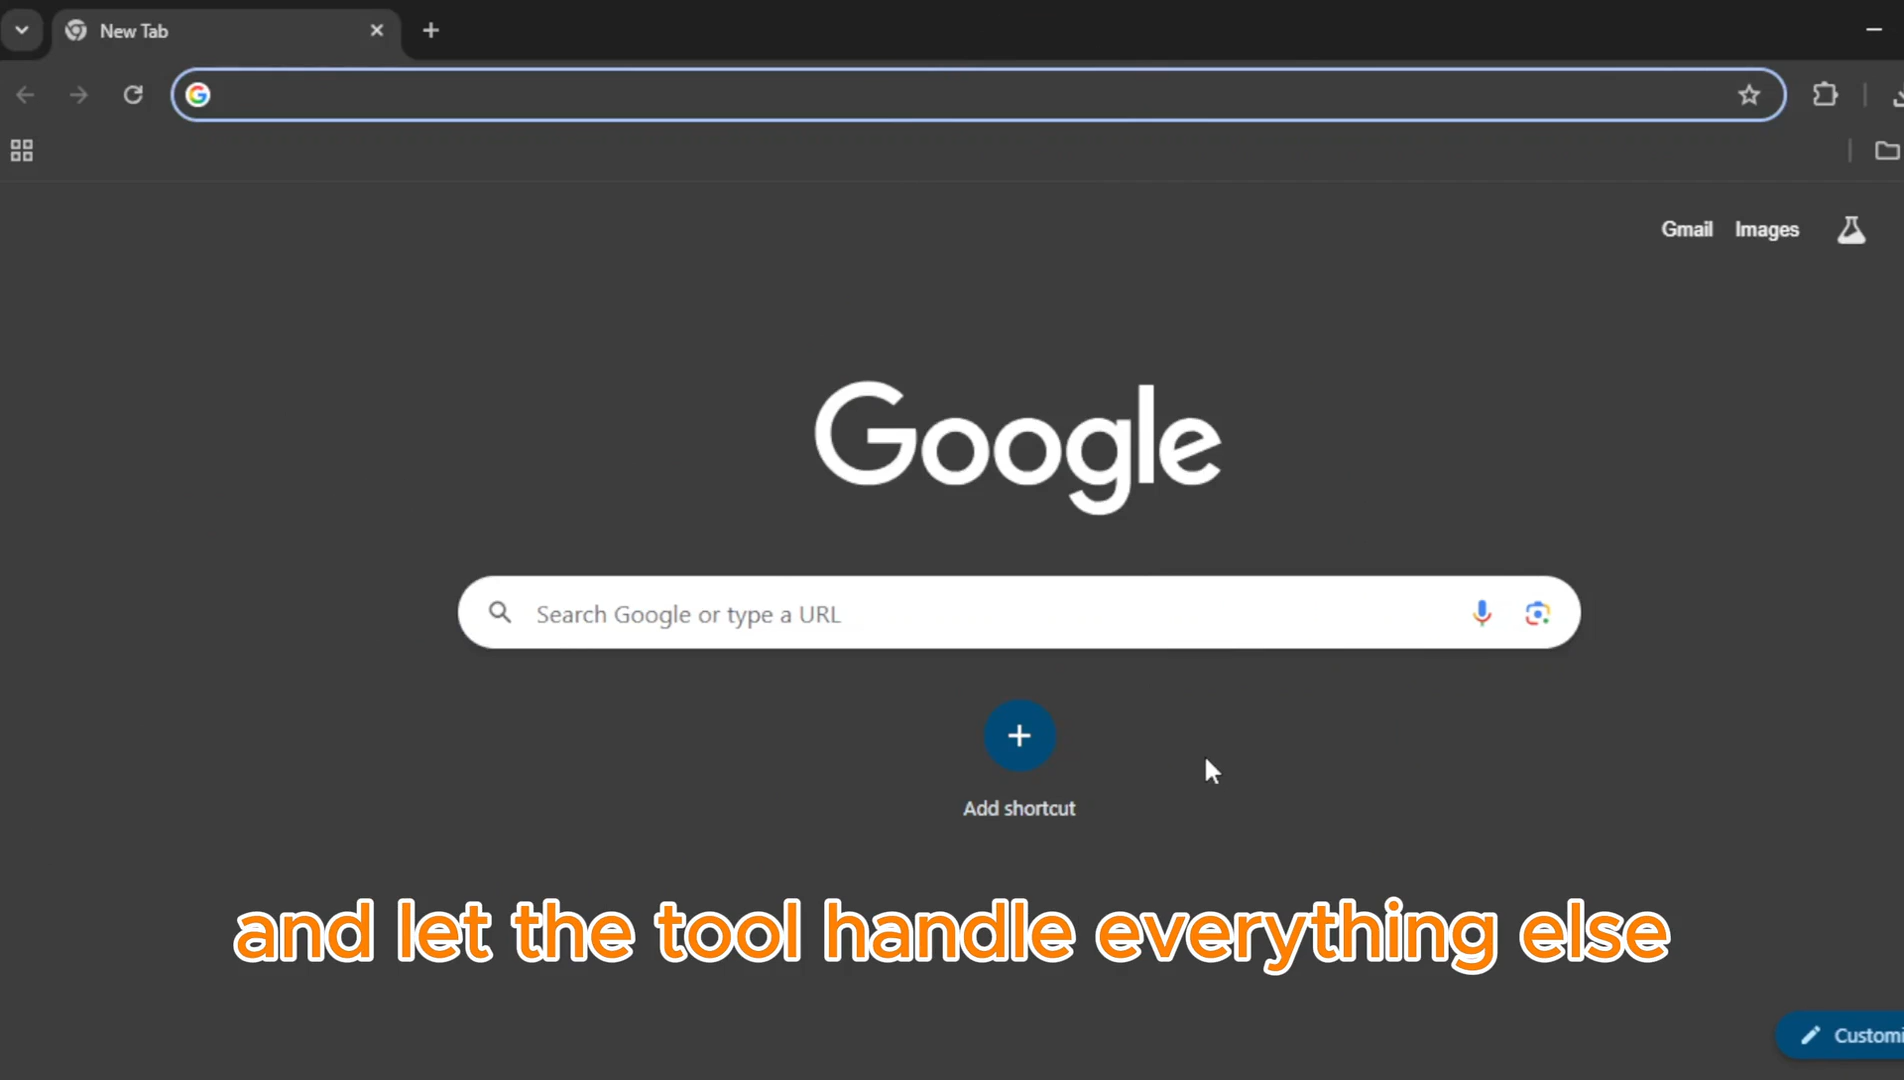 New Tab
Gmail Images
Google
Search Google or type a URL
Add shortcut
and let the tool handle everything else
Customi